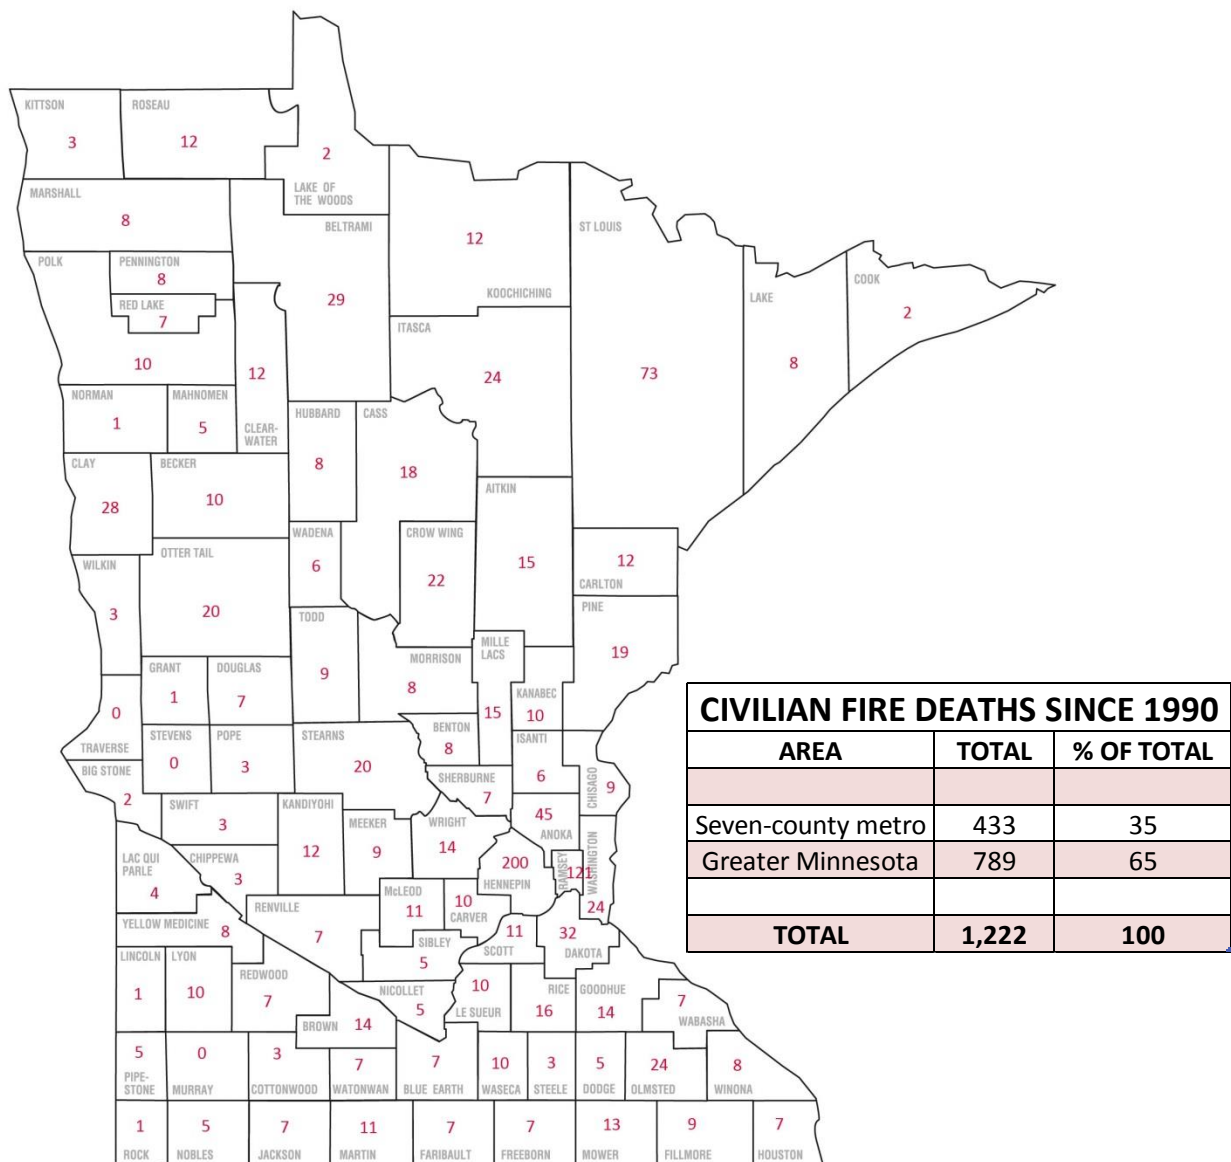 KITTSON
3
ROSEAU
12
2
LAKE OF
THE WOODS
MARSHALL
8
BELTRAMI
29
12
KOOCHICHING
ST LOUIS
73
LAKE
8
COOK
2
POLK
10
PENNINGTON
8
RED LAKE
7
12
CLEAR-
WATER
ITASCA
24
NORMAN
1
MAHNOMEN
5
HUBBARD
8
CASS
18
CLAY
28
BECKER
10
AITKIN
15
WADENA
6
CROW WING
22
12
CARLTON
WILKIN
3
OTTER TAIL
20
PINE
19
TODD
9
MORRISON
8
MILLE
LACS
15
KANABEC
10
GRANT
1
DOUGLAS
7
0
TRAVERSE
STEVENS
0
POPE
3
STEARNS
20
BENTON
8
ISANTI
6
CHISAGO
9
BIG STONE
2
SWIFT
3
KANDIYOHI
12
MEEKER
9
SHERBURNE
7
WRIGHT
14
45
ANOKA
200
HENNEPIN
RAMSEY
121
WASHINGTON
24
LAC QUI
PARLE
4
CHIPPEWA
3
McLEOD
11
10
CARVER
YELLOW MEDICINE
8
RENVILLE
7
SIBLEY
5
11
SCOTT
32
DAKOTA
LINCOLN
1
LYON
10
REDWOOD
7
NICOLLET
5
10
LE SUEUR
RICE
16
GOODHUE
14
7
WABASHA
BROWN
14
5
PIPE-
STONE
0
MURRAY
3
COTTONWOOD
7
WATONWAN
7
BLUE EARTH
10
WASECA
3
STEELE
5
DODGE
24
OLMSTED
8
WINONA
1
ROCK
5
NOBLES
7
JACKSON
11
MARTIN
7
FARIBAULT
7
FREEBORN
13
MOWER
9
FILLMORE
7
HOUSTON
CIVILIAN FIRE DEATHS SINCE 1990
AREA TOTAL % OF TOTAL
Seven-county metro 433 35
Greater Minnesota 789 65
TOTAL 1,222 100